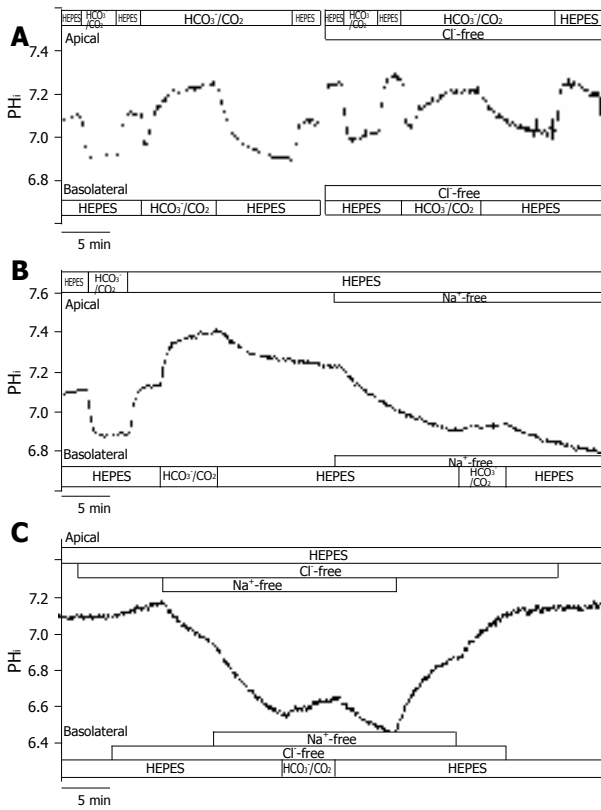 A
HEPES HCO3-/CO2 HEPES HCO3-/CO2 HEPES HEPES HCO3-/CO2 HEPES HCO3-/CO2 HEPES
Apical Cl--free
7.4
7.2
7.0
6.8
PHi
Basolateral Cl--free
HEPES HCO3-/CO2 HEPES HEPES HCO3-/CO2 HEPES
5 min
B
HEPES HCO3-/CO2 HEPES
7.6
Apical Na+-free
7.4
7.2
7.0
6.8
PHi
Basolateral Na+-free
HEPES HCO3-/CO2 HEPES HCO3-/CO2 HEPES
5 min
C
Apical
HEPES
Cl--free
Na+-free
7.2
7.0
6.8
6.6
6.4
PHi
Basolateral
Na+-free
Cl--free
HEPES HCO3-/CO2 HEPES
5 min